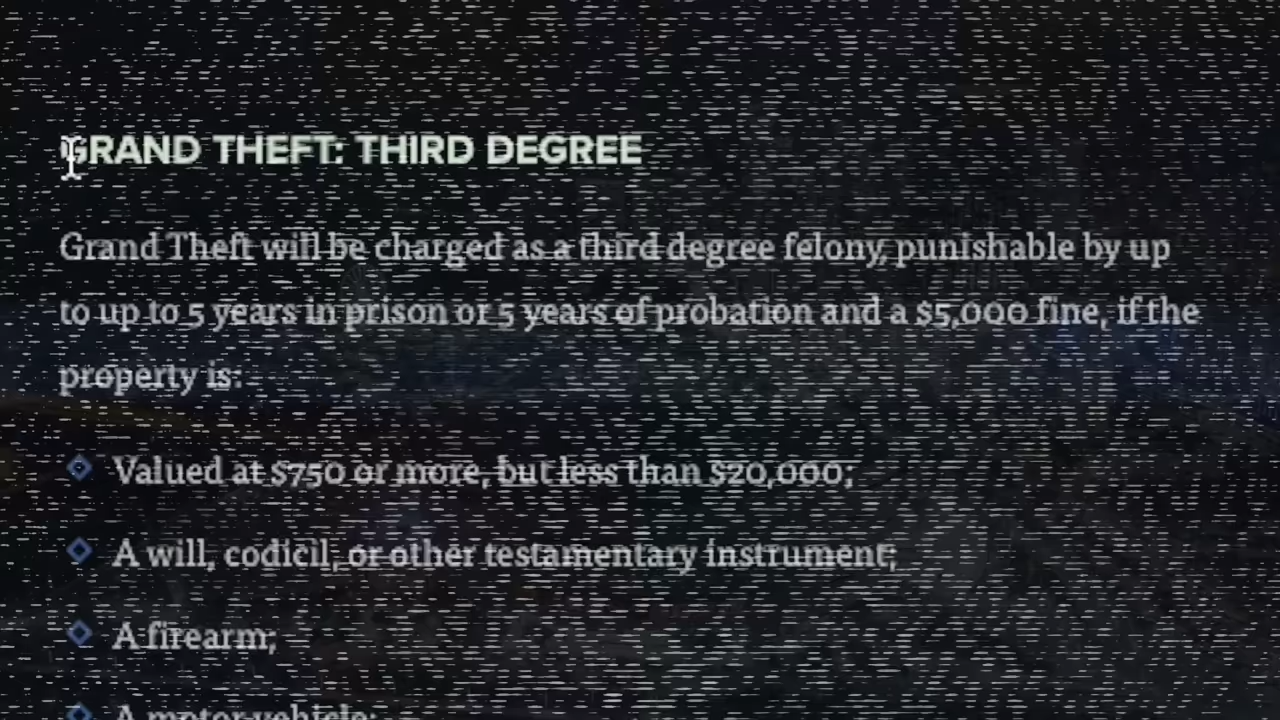 GRAND THEFT: THIRD DEGREE
Grand Theft will be charged as a third degree felony, punishable by up
to up to 5 years in prison or 5 years of probation and a $5,000 fine, if the
property is:
Valued at $750 or more, but less than $20,000;
A will, codicil, or other testamentary instrument;
A firearm;
A motor vehicle;